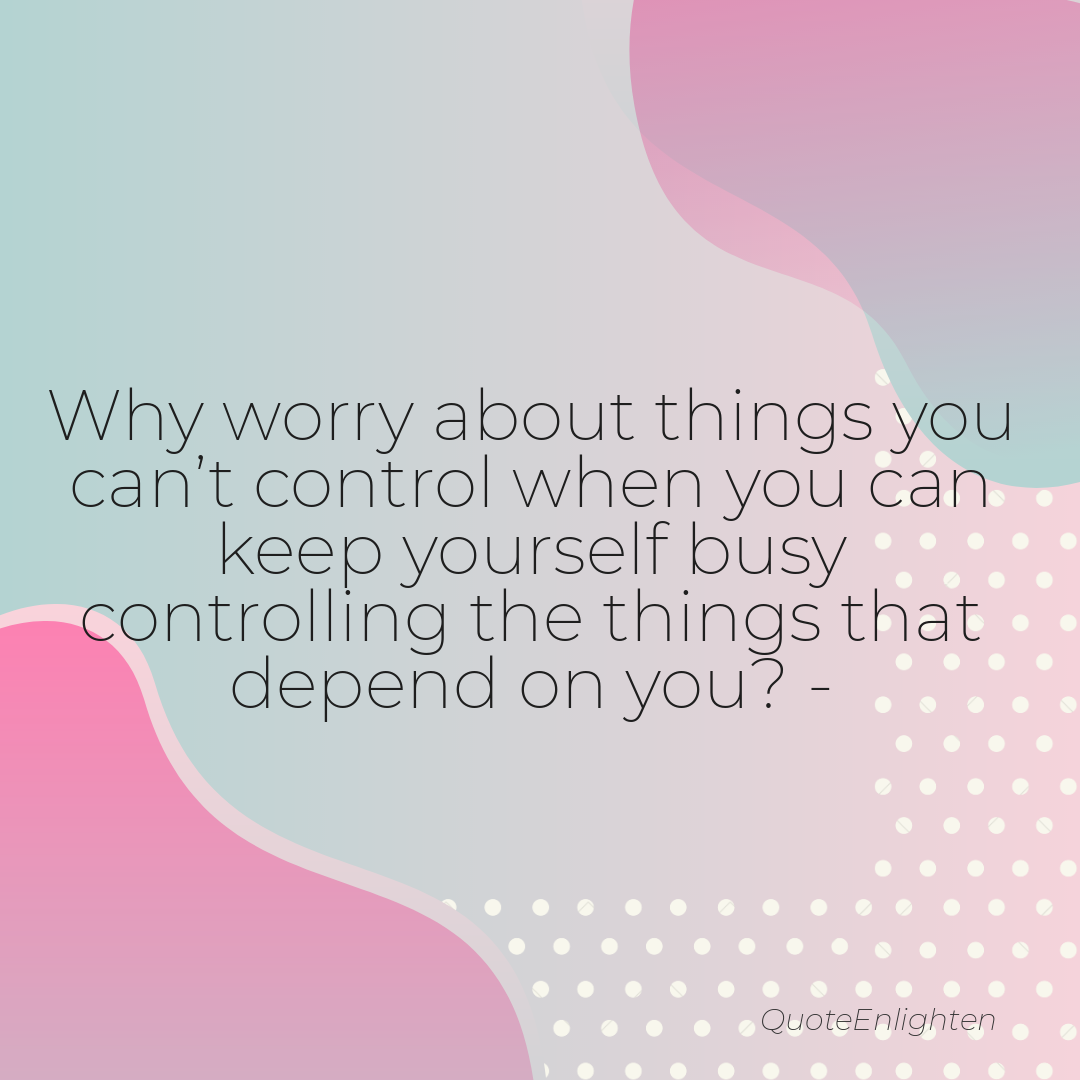 Why worry about things you
can’t control when you can
keep yourself busy
controlling the things that
depend on you? -
QuoteEnlighten